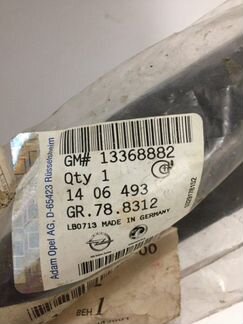 Adam Opel AG, D-65423 Rüsselsheim
GM# 13368882
Qty 1
14 06 493
GR.78.8312
LB0713 MADE IN GERMANY
00
BEH 1